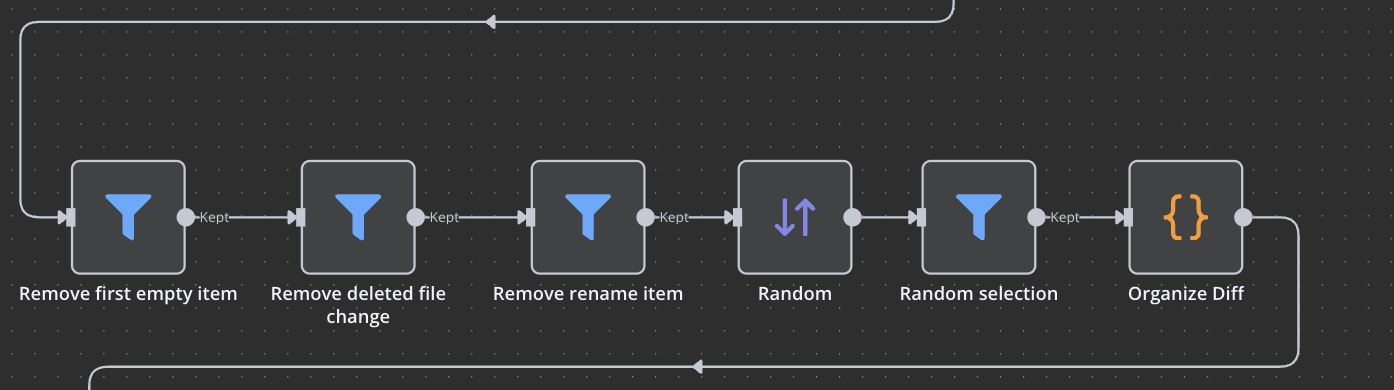 Kept
Kept
Kept
Kept
Remove first empty item
Remove deleted file
change
Remove rename item
Random
Random selection
Organize Diff